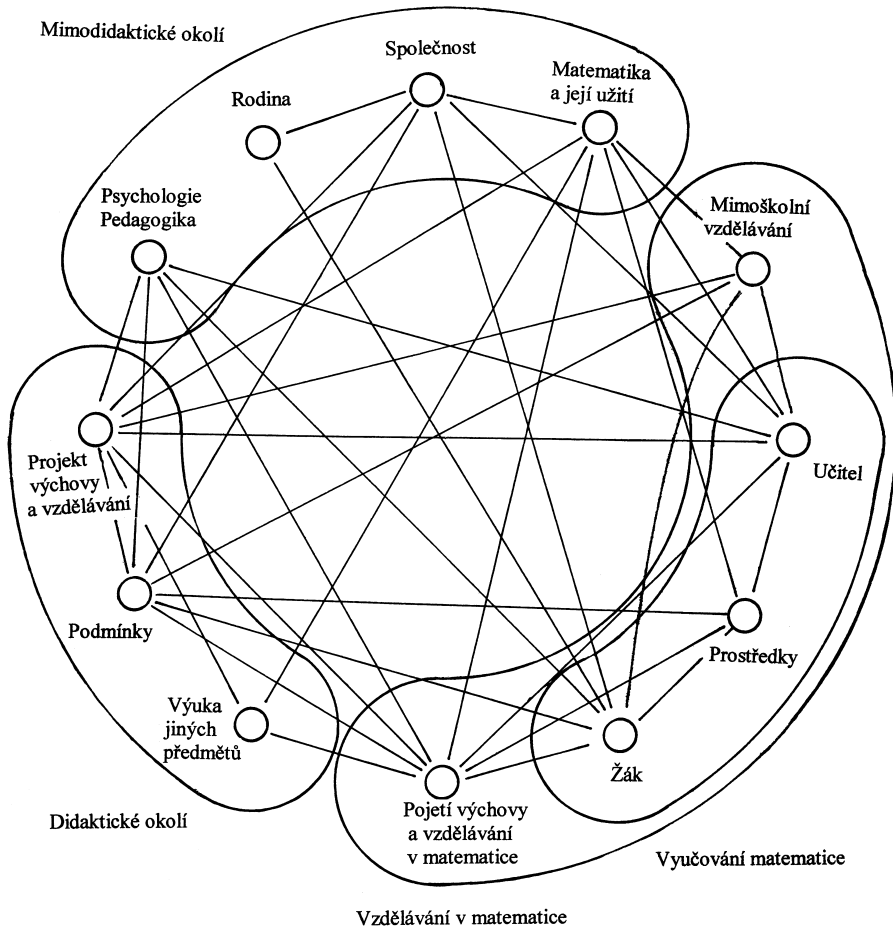 Mimodidaktické okolí
Společnost
Matematika
a její užití
Rodina
Psychologie
Pedagogika
Mimoškolní
vzdělávání
Projekt
výchovy
a vzdělávání
Učitel
Podmínky
Prostředky
Výuka
jiných
předmětů
Žák
Pojetí výchovy
a vzdělávání
v matematice
Didaktické okolí
Vyučování matematice
Vzdělávání v matematice